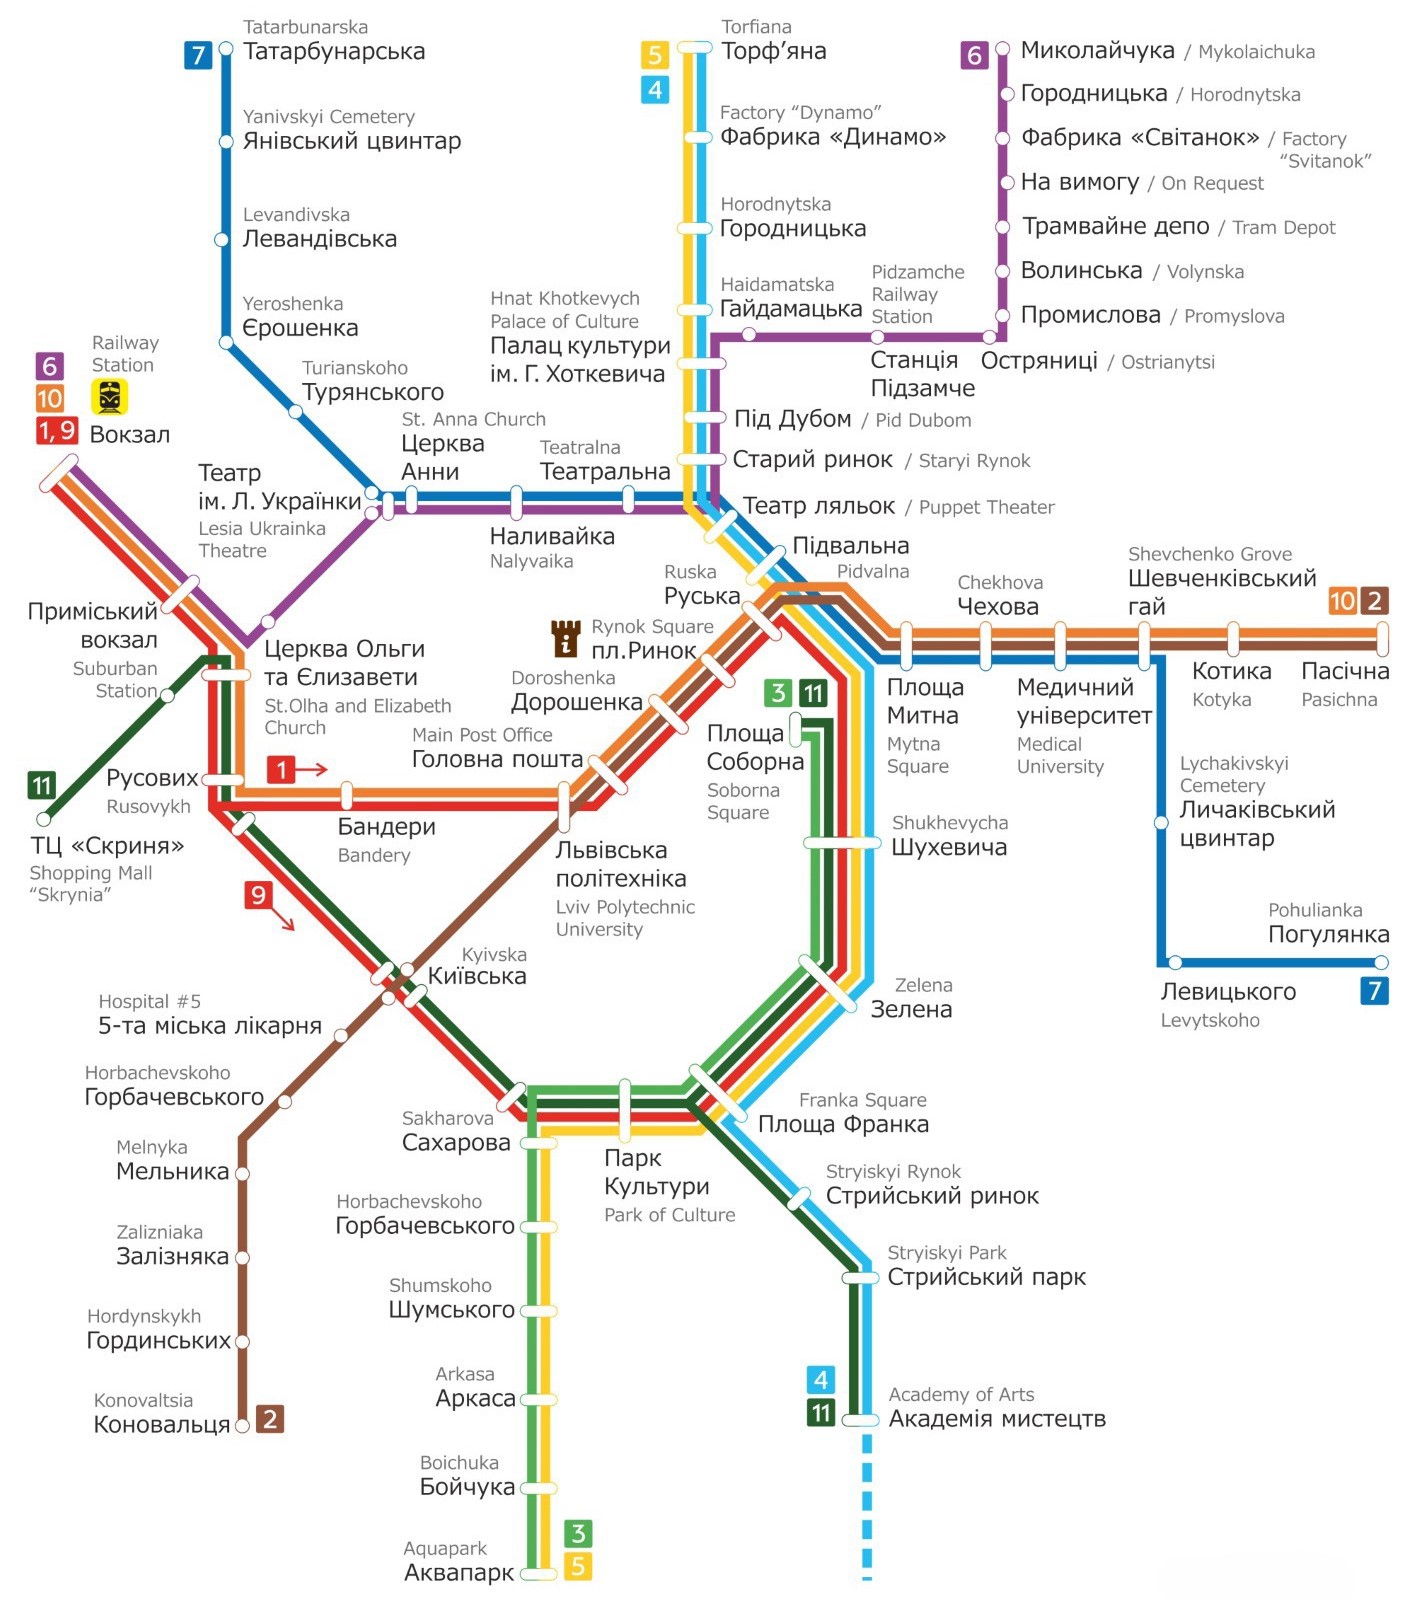 7
Tatarbunarska
Татарбунарська
Yanivskyi Cemetery
Янівський цвинтар
Levandivska
Левандівська
Yeroshenka
Єрошенка
Turianskoho
Турянського
5
4
Torfiana
Торф’яна
Factory “Dynamo”
Фабрика «Динамо»
Horodnytska
Городницька
Haidamatska
Гайдамацька
Hnat Khotkevych
Palace of Culture
Палац культури
ім. Г. Хоткевича
Під Дубом / Pid Dubom
Старий ринок / Staryi Rynok
Театр ляльок / Puppet Theater
6
Миколайчука / Mykolaichuka
Городницька / Horodnytska
Фабрика «Світанок» / Factory
“Svitanok”
На вимогу / On Request
Трамвайне депо / Tram Depot
Волинська / Volynska
Промислова / Promyslova
Остряниці / Ostrianytsi
Pidzamche
Railway
Station
Станція
Підзамче
6
10
1, 9
Railway
Station
Вокзал
Театр
ім. Л. Українки
Lesia Ukrainka
Theatre
St. Anna Church
Церква
Анни
Teatralna
Театральна
Наливайка
Nalyvaika
Підвальна
Pidvalna
Ruska
Руська
Rynok Square
пл.Ринок
Doroshenka
Дорошенка
Main Post Office
Головна пошта
Приміський
вокзал
Suburban
Station
Церква Ольги
та Єлизавети
St.Olha and Elizabeth
Church
11
ТЦ «Скриня»
Shopping Mall
“Skrynia”
Русових
Rusovykh
1
Бандери
Bandery
Львівська
політехніка
Lviv Polytechnic
University
9
Chekhova
Чехова
Shevchenko Grove
Шевченківський
гай
10
2
Площа
Митна
Mytna
Square
Медичний
університет
Medical
University
Котика
Kotyka
Пасічна
Pasichna
Lychakivskyi
Cemetery
Личаківський
цвинтар
Pohulianka
Погулянка
Левицького
Levytskoho
7
3
11
Площа
Соборна
Soborna
Square
Shukhevycha
Шухевича
Zelena
Зелена
Franka Square
Площа Франка
Kyivska
Київська
Hospital #5
5-та міська лікарня
Horbachevskoho
Горбачевського
Melnyka
Мельника
Zalizniaka
Залізняка
Hordynskykh
Гординських
Konovaltsia
Коновальця
2
Sakharova
Сахарова
Парк
Культури
Park of Culture
Horbachevskoho
Горбачевського
Shumskoho
Шумського
Arkasa
Аркаса
Boichuka
Бойчука
Aquapark
Аквапарк
3
5
Stryiskyi Rynok
Стрийський ринок
Stryiskyi Park
Стрийський парк
4
11
Academy of Arts
Академія мистецтв